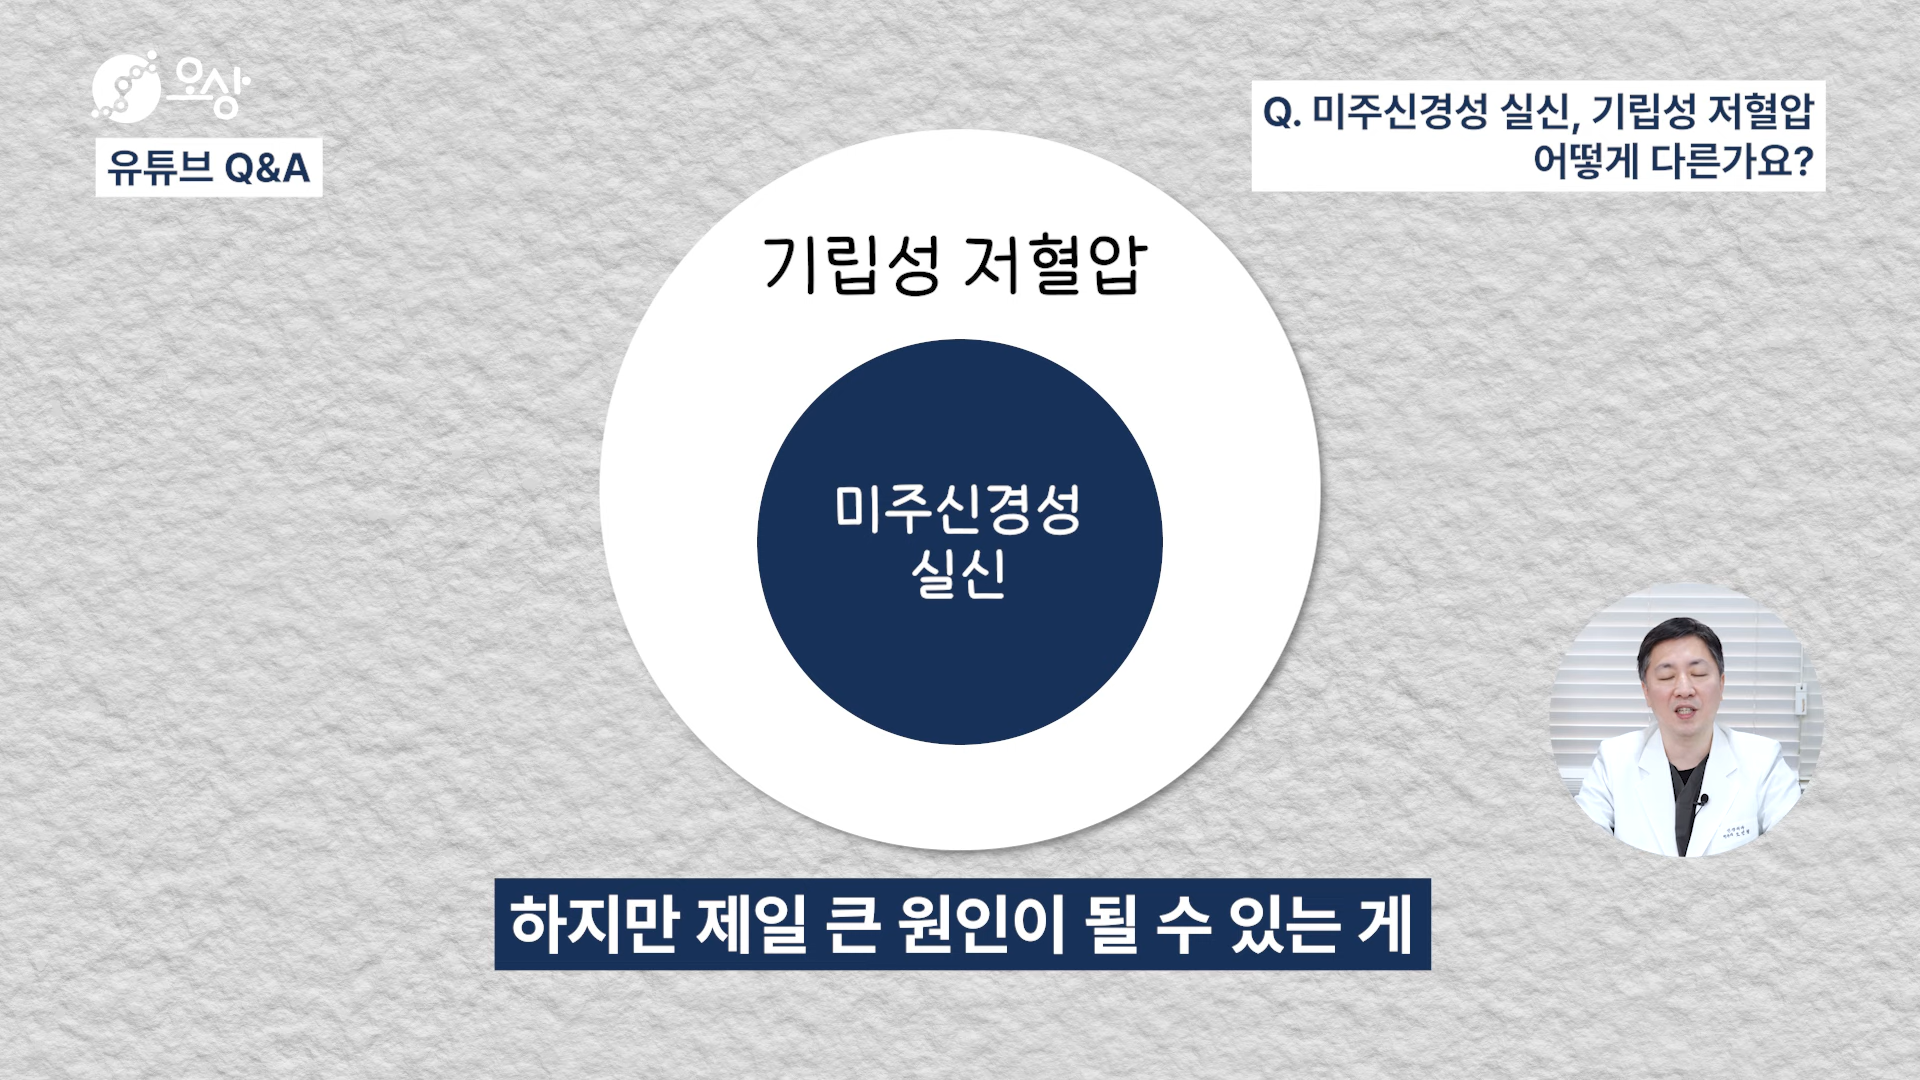 오상
유튜브 Q&A
Q. 미주신경성 실신, 기립성 저혈압
어떻게 다른가요?
기립성 저혈압
미주신경성
실신
하지만 제일 큰 원인이 될 수 있는 게